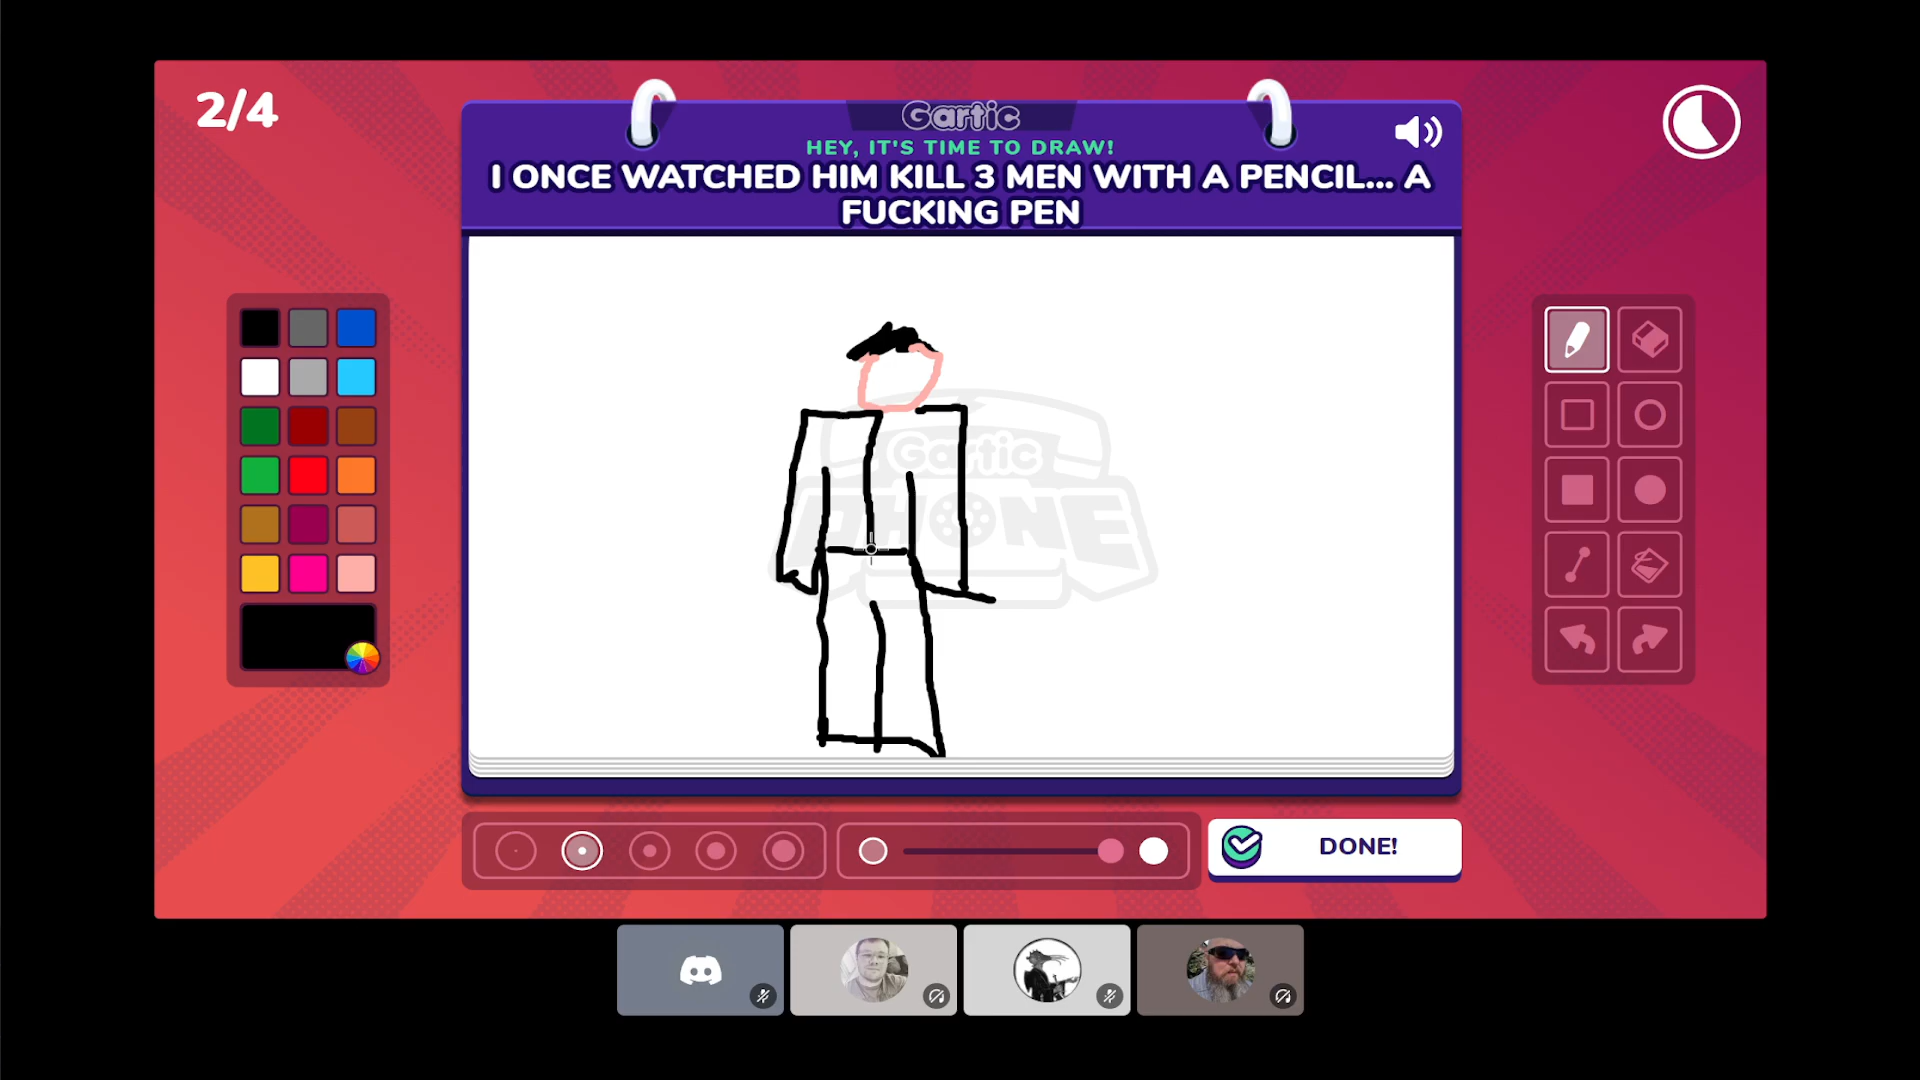 2/4
Gartic
HEY, IT'S TIME TO DRAW!
I ONCE WATCHED HIM KILL 3 MEN WITH A PENCIL... A
FUCKING PEN
Gartic
PHONE
DONE!